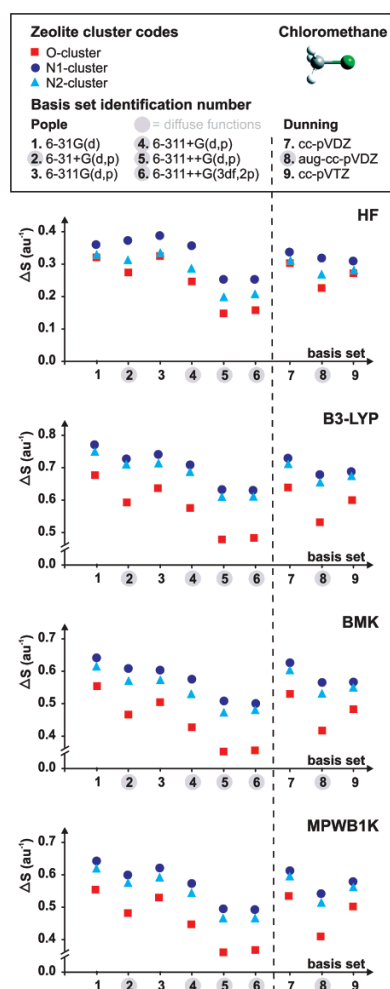 Zeolite cluster codes
Chloromethane
O-cluster
N1-cluster
N2-cluster
Basis set identification number
Pople
= diffuse functions
Dunning
1. 6-31G(d)
4. 6-311+G(d,p)
7. cc-pVDZ
2. 6-31+G(d,p)
5. 6-311++G(d,p)
8. aug-cc-pVDZ
3. 6-311G(d,p)
6. 6-311++G(3df,2p)
9. cc-pVTZ
HF
ΔS (au⁻¹)
0.4
0.3
0.2
0.1
0.0
basis set
1 2 3 4 5 6 7 8 9
B3-LYP
ΔS (au⁻¹)
0.8
0.7
0.6
0.5
0.0
basis set
1 2 3 4 5 6 7 8 9
BMK
ΔS (au⁻¹)
0.7
0.6
0.5
0.4
0.0
basis set
1 2 3 4 5 6 7 8 9
MPWB1K
ΔS (au⁻¹)
0.7
0.6
0.5
0.4
0.0
basis set
1 2 3 4 5 6 7 8 9